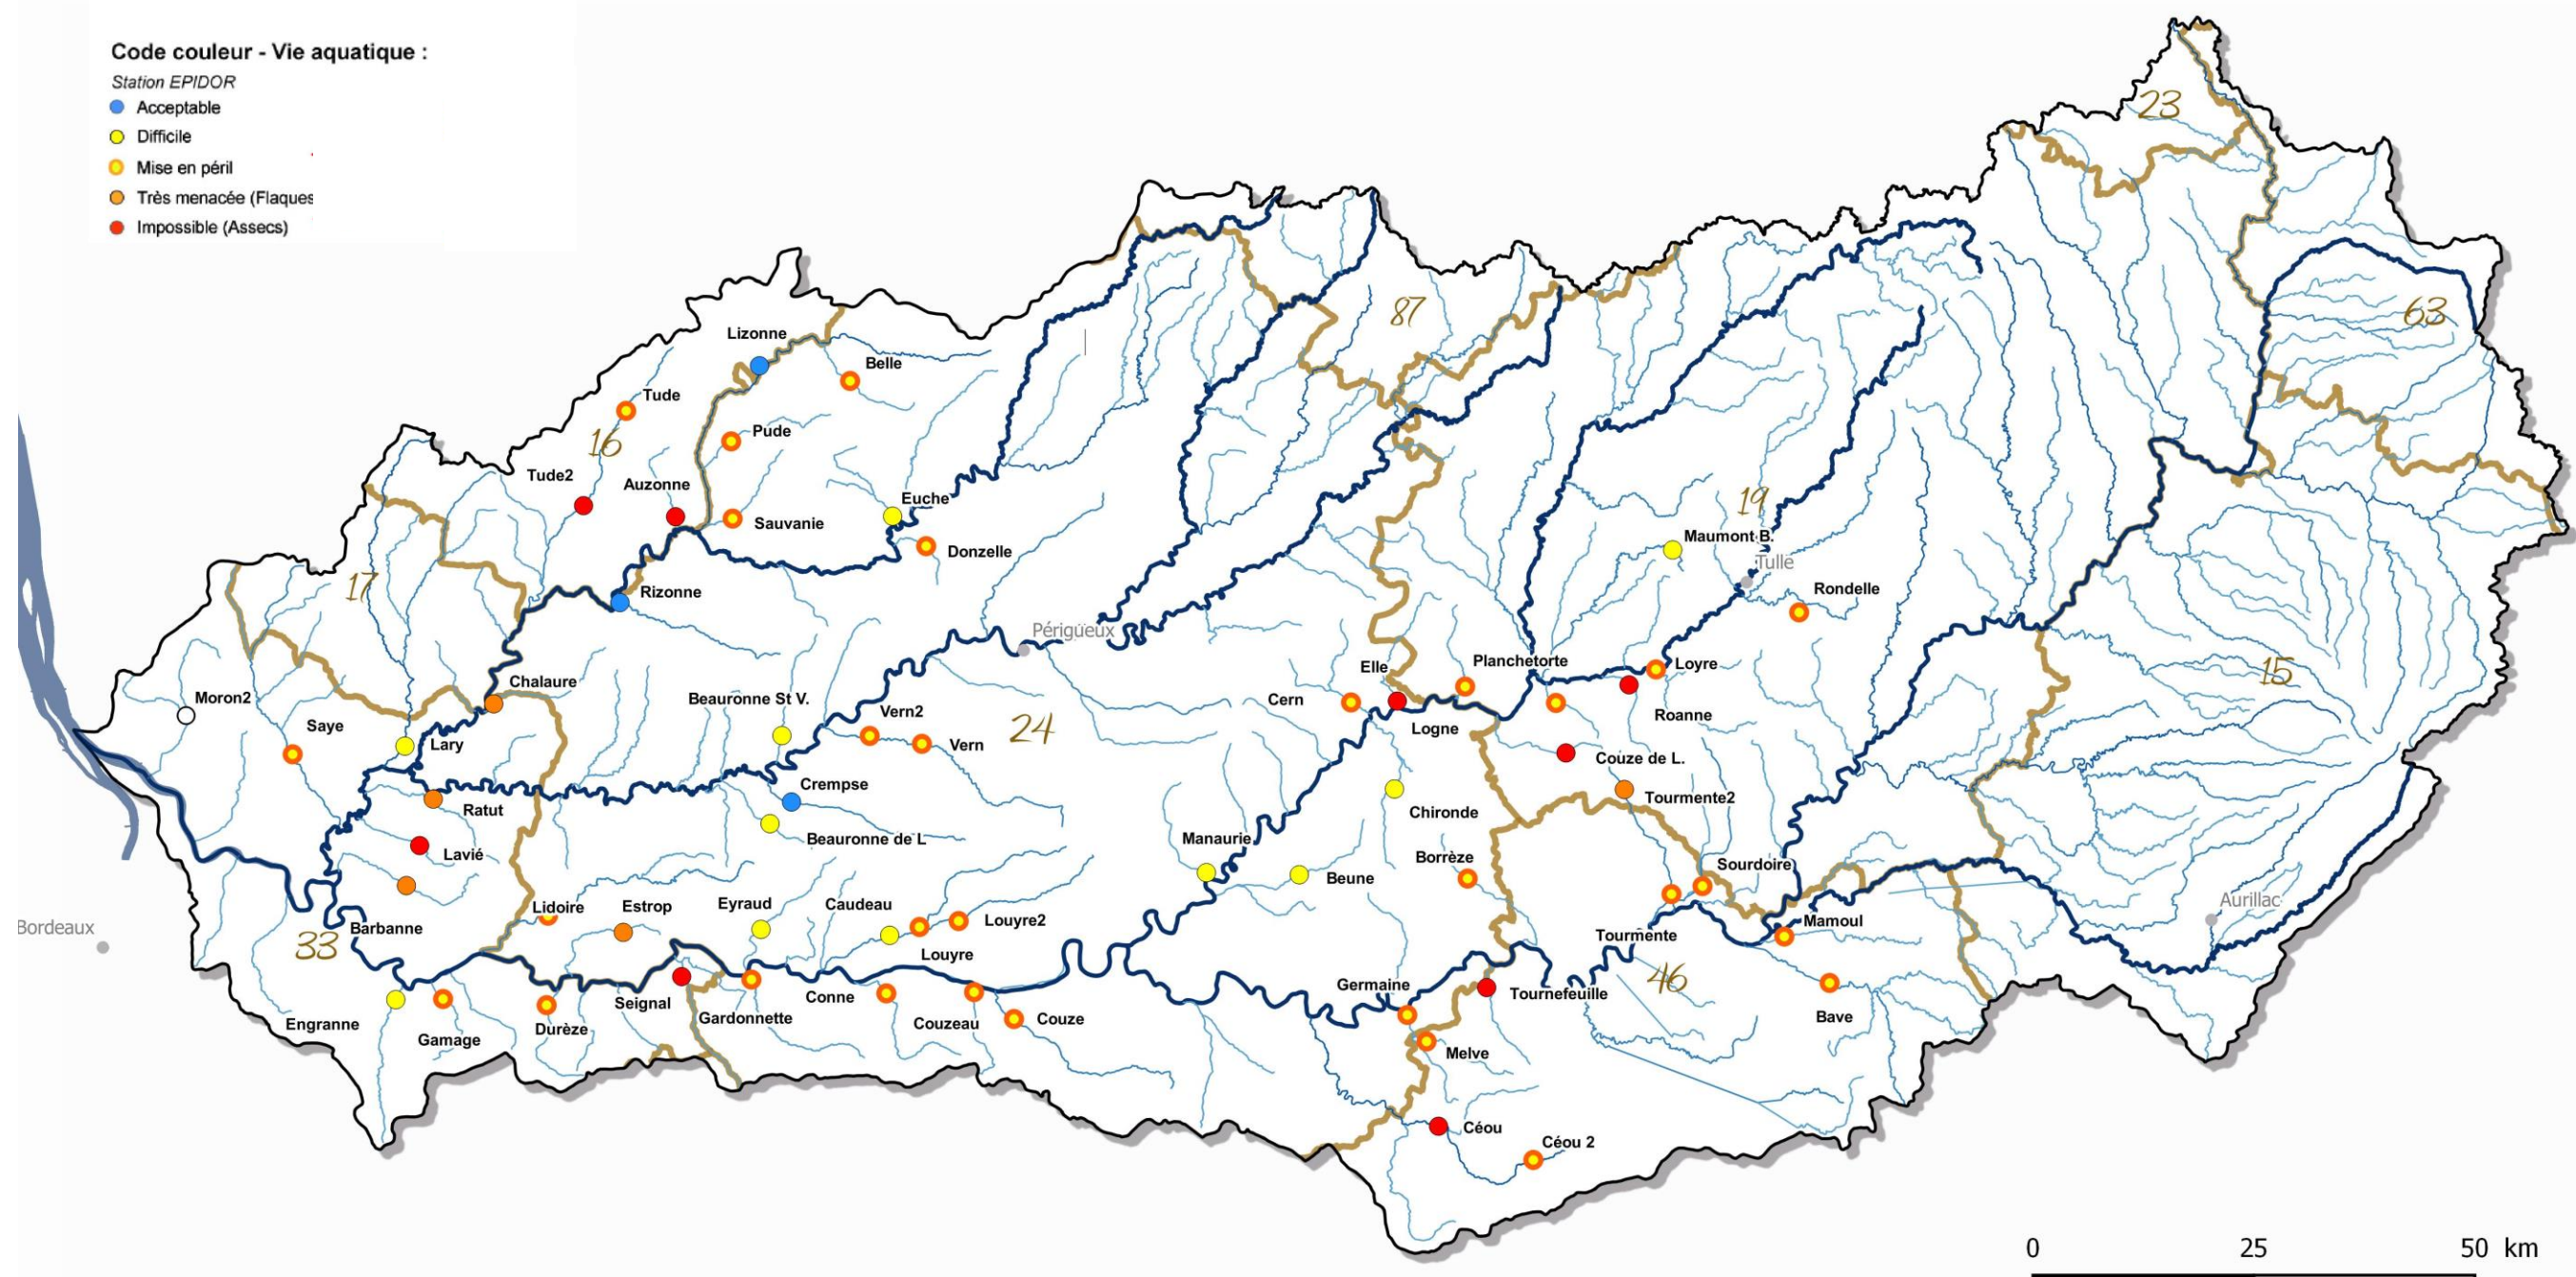 Code couleur - Vie aquatique :
Station EPIDOR
Acceptable
Difficile
Mise en péril
Très menacée (Flaques
Impossible (Assecs)
23
87
63
Lizonne
Belle
Tude
Pude
16
Tude2
Auzonne
Euche
19
Sauvanie
Maumont B.
Donzelle
Tulle
17
Rizonne
Rondelle
Périgueux
Elle
Planchetorte
Loyre
15
Chalaure
Moron2
Beauronne St V.
Cern
Vern2
Roanne
Saye
24
Logne
Lary
Vern
Couze de L.
Crempse
Tourmente2
Ratut
Chironde
Beauronne de L
Manaurie
Lavié
Borrèze
Sourdoire
Beune
Aurillac
Lidoire
Estrop
Eyraud
Caudeau
Louyre2
Mamoul
Bordeaux
Barbanne
Tourmente
33
Louyre
46
Germaine
Tournefeuille
Conne
Seignal
Gardonnette
Bave
Engranne
Durèze
Couzeau
Couze
Gamage
Melve
Céou
Céou 2
0 25 50 km